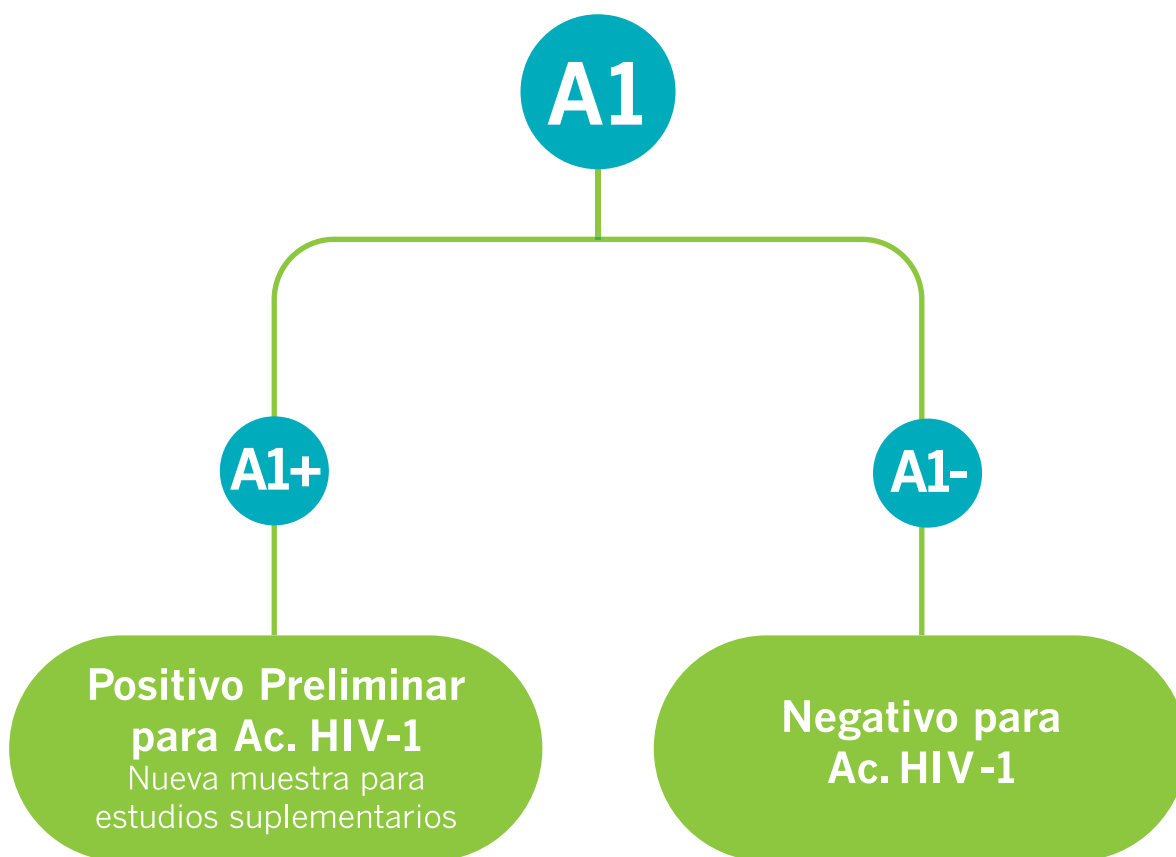 A1
A1+
A1-
Positivo Preliminar
para Ac. HIV-1
Nueva muestra para
estudios suplementarios
Negativo para
Ac. HIV-1